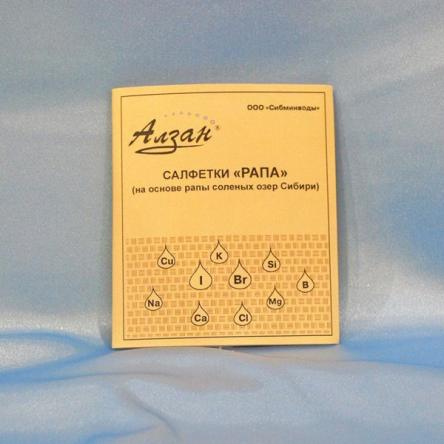 ООО «Сибминводы»
Алзан®
САЛФЕТКИ «РАПА»
(на основе рапы соленых озер Сибири)
Cu K Si
I Br B
Na Mg
Ca Cl